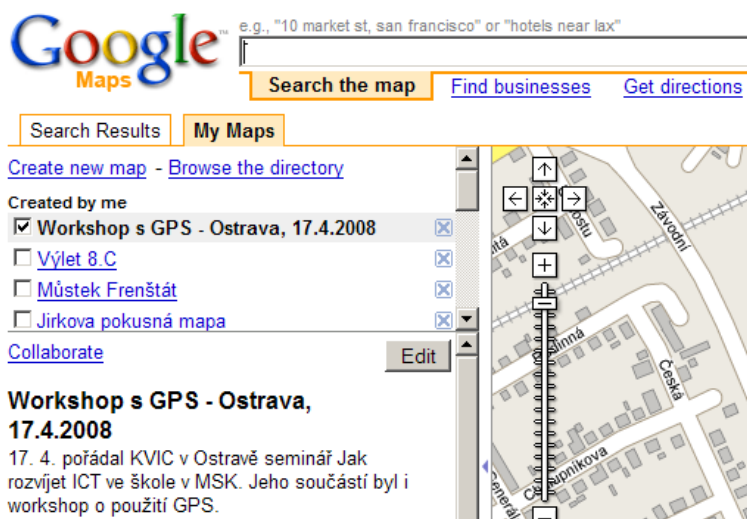 Google™
Maps
e.g., "10 market st, san francisco" or "hotels near lax"
Search the map Find businesses Get directions
Search Results My Maps
Create new map - Browse the directory
Created by me
Workshop s GPS - Ostrava, 17.4.2008
Výlet 8.C
Můstek Frenštát
Jirkova pokusná mapa
Collaborate Edit
Workshop s GPS - Ostrava,
17.4.2008
17. 4. pořádal KVIC v Ostravě seminář Jak
rozvíjet ICT ve škole v MSK. Jeho součástí byl i
workshop o použití GPS.
Závodní
Česká